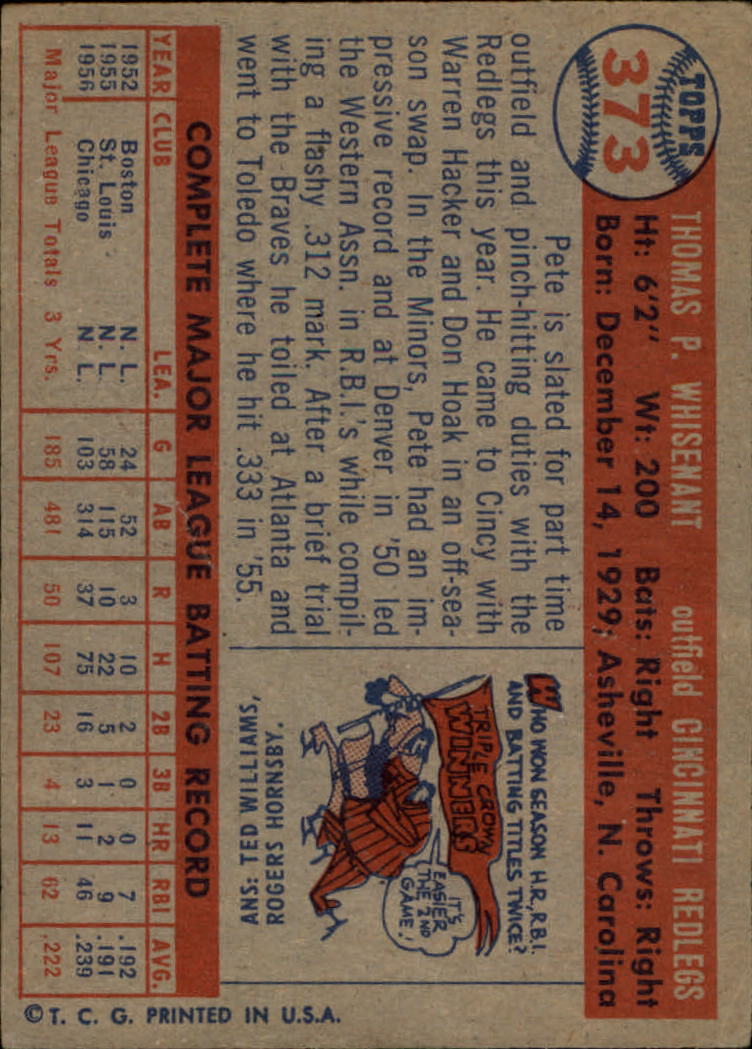 TOPPS
373
THOMAS P. WHISENANT outfield CINCINNATI REDLEGS
Ht: 6'2" Wt: 200 Bats: Right Throws: Right
Born: December 14, 1929; Asheville, N. Carolina
Pete is slated for part time
outfield and pinch-hitting duties with the
Redlegs this year. He came to Cincy with
Warren Hacker and Don Hoak in an off-sea-
son swap. In the Minors, Pete had an im-
pressive record and at Denver in '50 led
the Western Assn. in R.B.I.'s while compil-
ing a flashy .312 mark. After a brief trial
with the Braves he toiled at Atlanta and
went to Toledo where he hit .333 in '55.
WHO WON SEASON H.R., R.B.I.
AND BATTING TITLES TWICE?
TRIPLE CROWN
WINNERS
IT'S
EASIER
THE 2ND
GAME!
ANS: TED WILLIAMS,
ROGERS HORNSBY.
COMPLETE MAJOR LEAGUE BATTING RECORD
YEAR CLUB LEA. G AB R H 2B 3B HR RBI AVG.
1952 Boston N. L. 24 52 3 10 2 0 0 7 .192
1955 St. Louis N. L. 58 115 10 22 5 1 2 9 .191
1956 Chicago N. L. 103 314 37 75 16 3 11 46 .239
Major League Totals 3 Yrs. 185 481 50 107 23 4 13 62 .222
© T. C. G. PRINTED IN U.S.A.